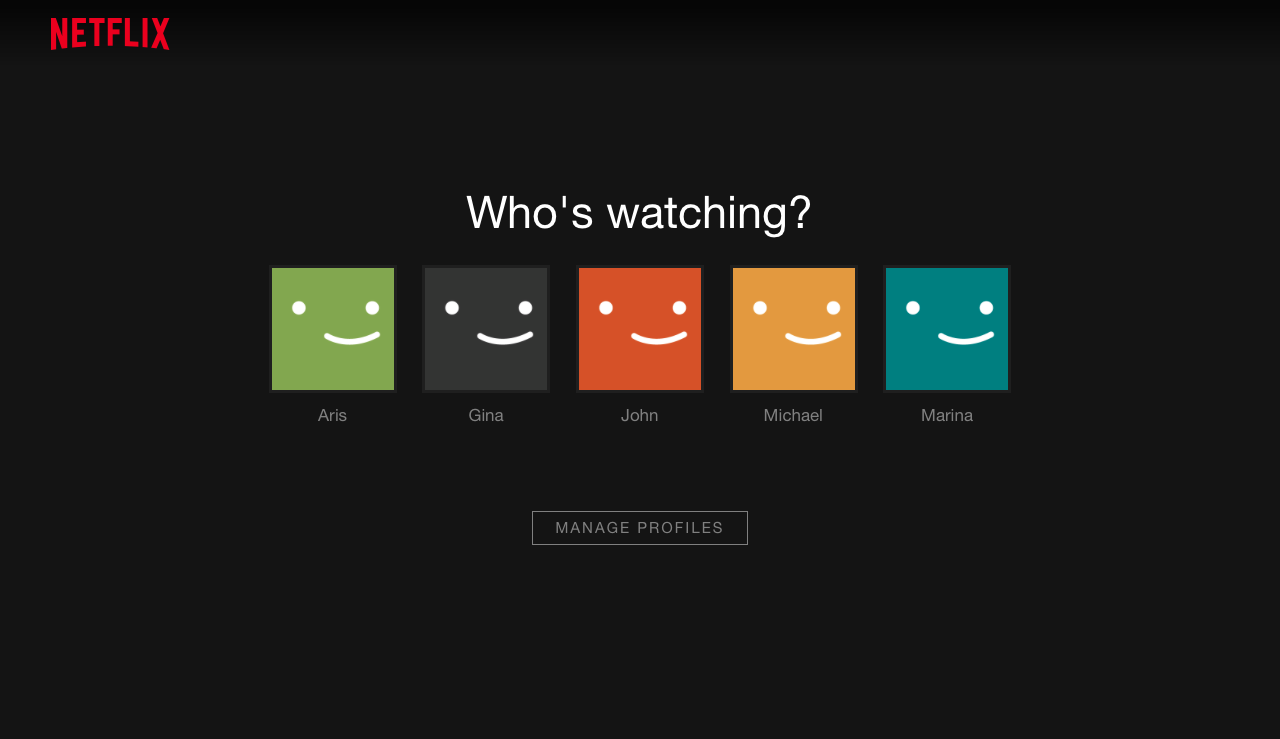 NETFLIX
Who's watching?
Aris
Gina
John
Michael
Marina
MANAGE PROFILES